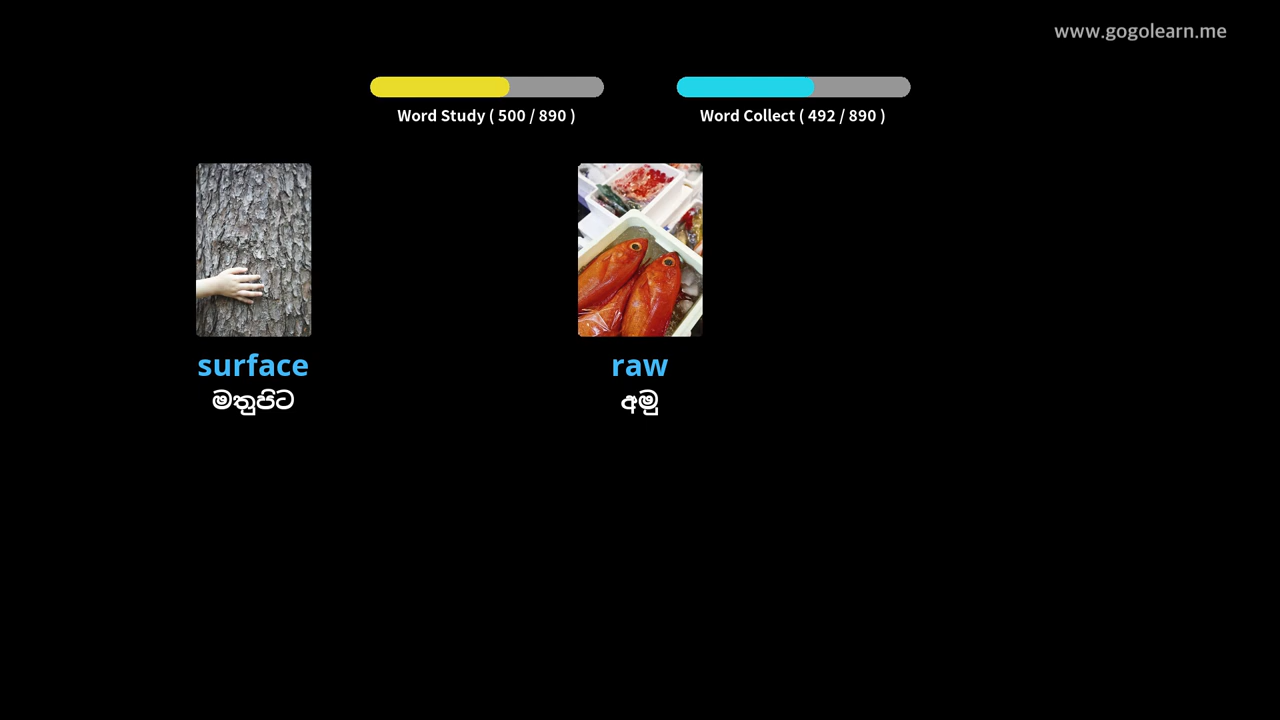 www.gogolearn.me
Word Study ( 500 / 890 )
Word Collect ( 492 / 890 )
surface
මතුපිට
raw
අමු